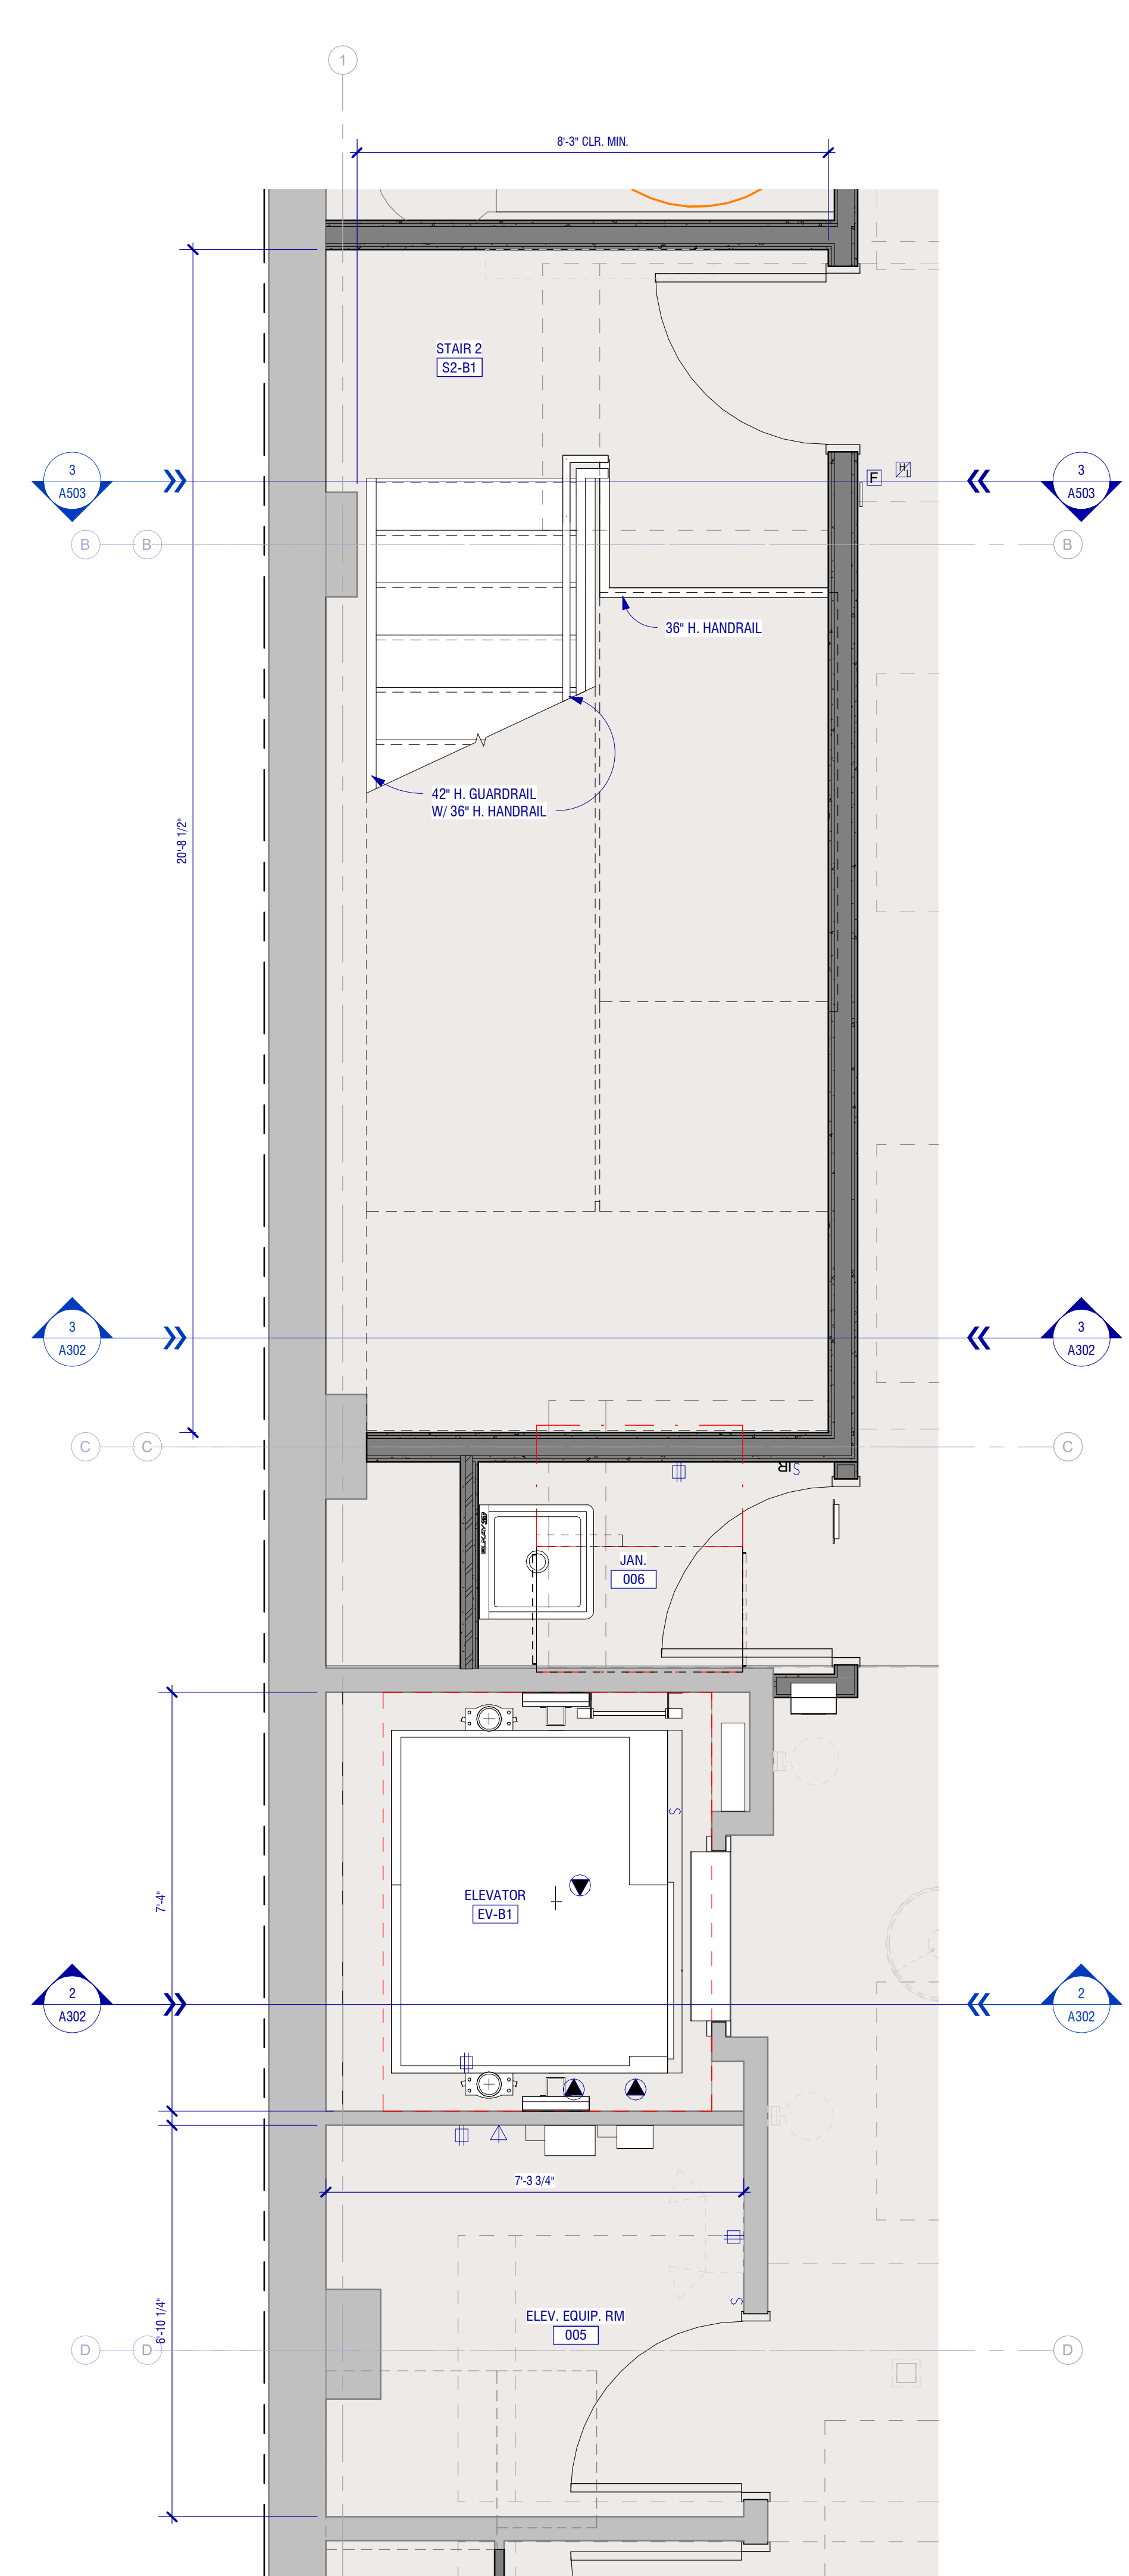 1
8'-3" CLR. MIN.
STAIR 2
S2-B1
3
A503
3
A503
F
H
L
B
B
B
36" H. HANDRAIL
42" H. GUARDRAIL
W/ 36" H. HANDRAIL
20'-8 1/2"
3
A302
3
A302
C
C
C
S
ELKAY
JAN.
006
S
7'-4"
ELEVATOR
EV-B1
2
A302
2
A302
7'-3 3/4"
S
ELEV. EQUIP. RM
005
6'-10 1/4"
D
D
D